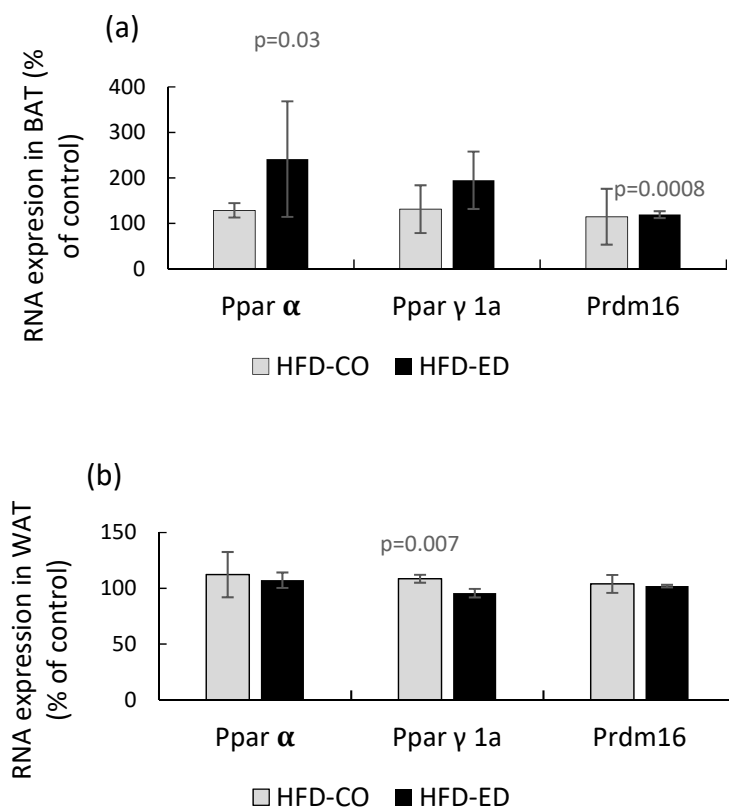 (a)
p=0.03
RNA expresion in BAT (%
of control)
400
300
200
100
0
p=0.0008
Ppar α
Ppar γ 1a
Prdm16
HFD-CO
HFD-ED
(b)
RNA expression in WAT
(% of control)
150
100
50
0
p=0.007
Ppar α
Ppar γ 1a
Prdm16
HFD-CO
HFD-ED